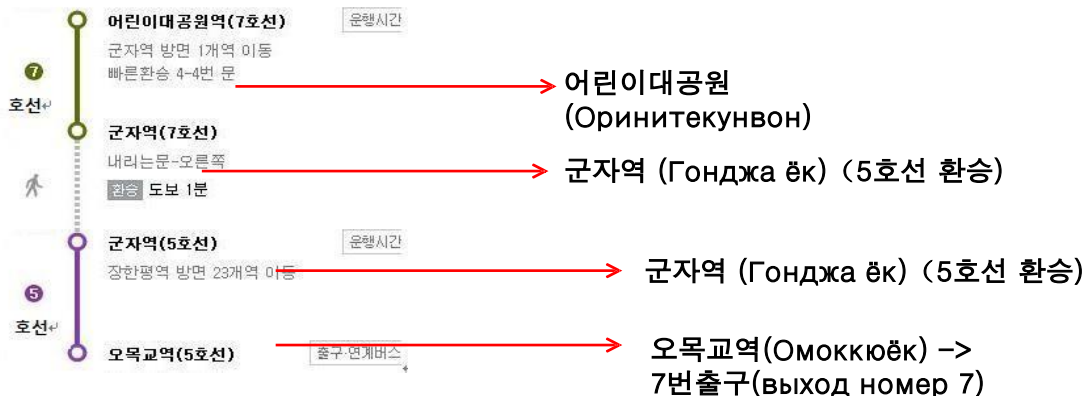 어린이대공원역(7호선) 운행시간
군자역 방면 1개역 이동
빠른환승 4-4번 문
7
호선
군자역(7호선)
내리는문-오른쪽
환승 도보 1분
군자역(5호선) 운행시간
장한평역 방면 23개역 이동
5
호선
오목교역(5호선) 출구·연계버스
어린이대공원
(Оринитекунвон)
군자역 (Гонджа ёк) (5호선 환승)
군자역 (Гонджа ёк) (5호선 환승)
오목교역(Омоккюёк) –>
7번출구(выход номер 7)